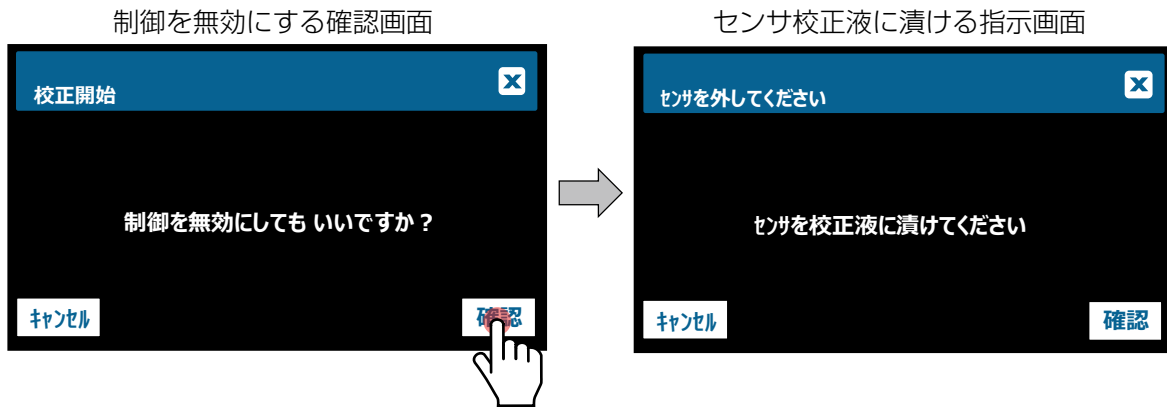 制御を無効にする確認画面
校正開始
X
制御を無効にしても いいですか？
ｷｬﾝｾﾙ
確認
センサ校正液に漬ける指示画面
ｾﾝｻを外してください
X
ｾﾝｻを校正液に漬けてください
ｷｬﾝｾﾙ
確認